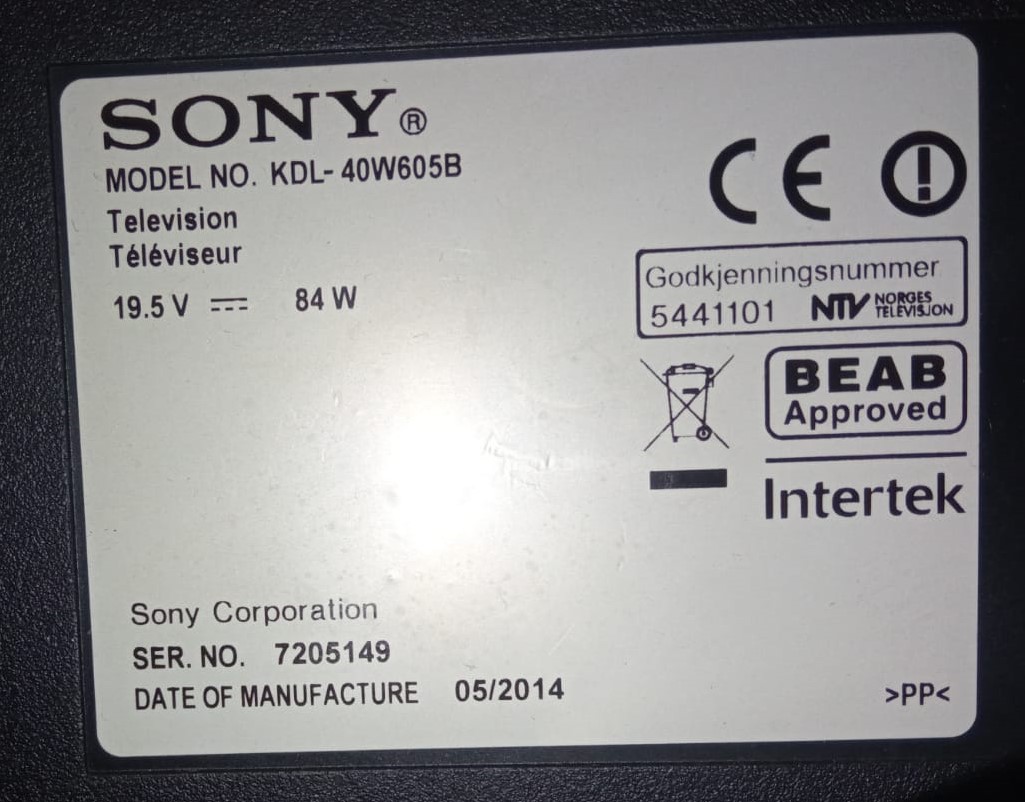 SONY®
MODEL NO. KDL-40W605B
Television
Téléviseur
19.5 V ⎓ 84 W
CE
Godkjenningsnummer
5441101 NTV NORGES TELEVISJON
BEAB
Approved
Intertek
Sony Corporation
SER. NO. 7205149
DATE OF MANUFACTURE 05/2014
>PP<